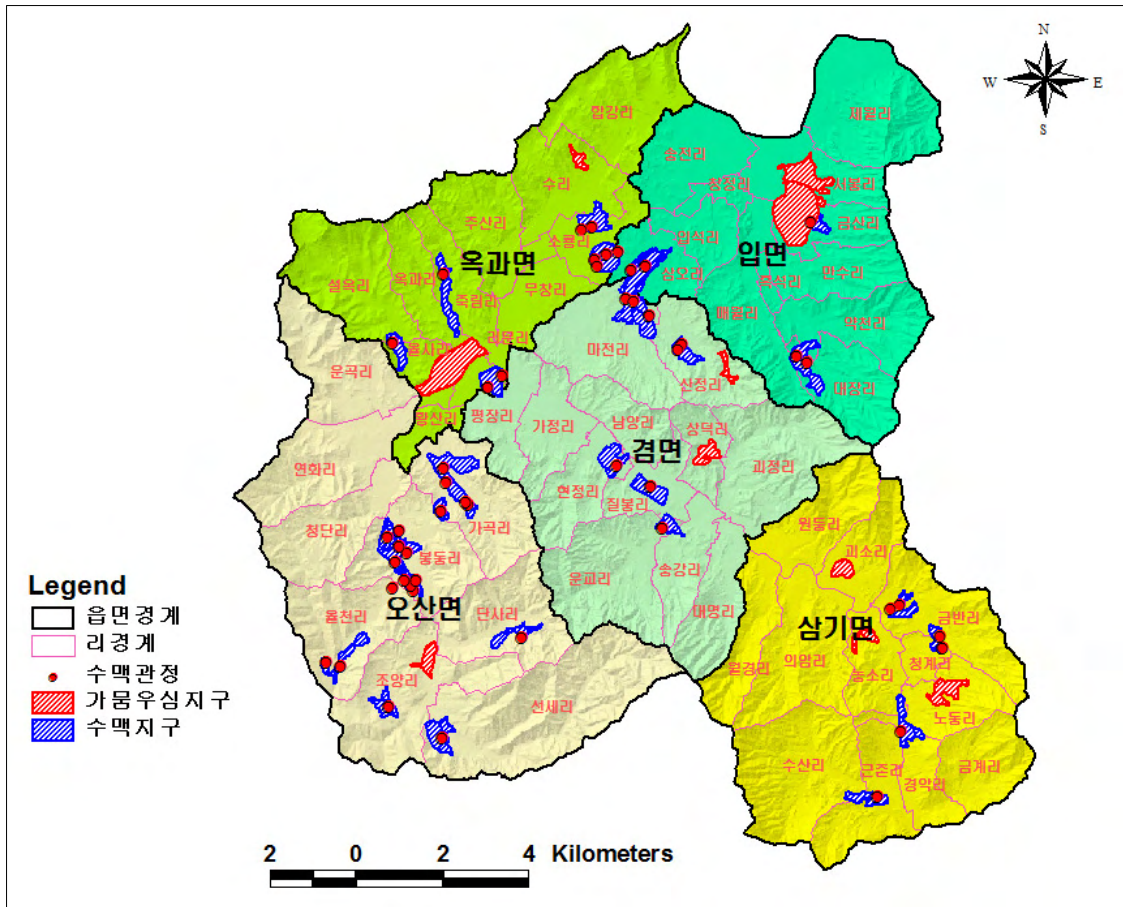 N
W E
S
합강리
제월리
송전리
창정리
서봉리
수리
금산리
주산리
소룡리
입석리
옥과면
입면
상오리
만수리
설옥리
옥과리
죽림리
무창리
흑석리
매월리
약전리
리문리
율사리
마전리
대장리
운곡리
산정리
황산리
평장리
가정리
남양리
상덕리
겸면
괴정리
연화리
현정리
칠봉리
청단리
가곡리
원등리
괴소리
봉동리
운교리
송강리
대명리
Legend
읍면경계
리경계
수맥관정
가뭄우심지구
수맥지구
오산면
단사리
율천리
삼기면
금반리
의암리
청계리
월경리
농소리
조양리
선세리
노동리
수산리
근촌리
경악리
금계리
2 0 2 4 Kilometers